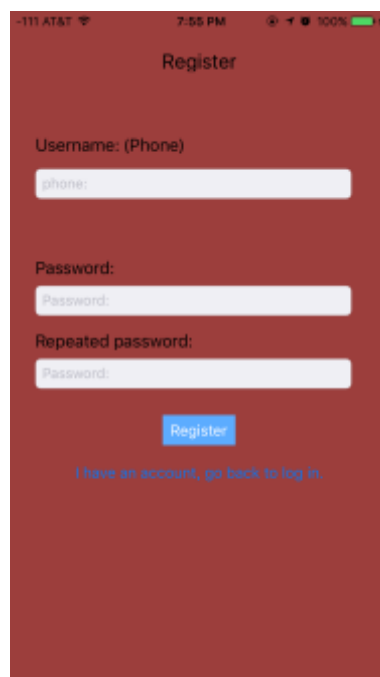 -111 AT&T 7:55 PM 100%
Register
Username: (Phone)
phone:
Password:
Password:
Repeated password:
Password:
Register
I have an account, go back to log in.